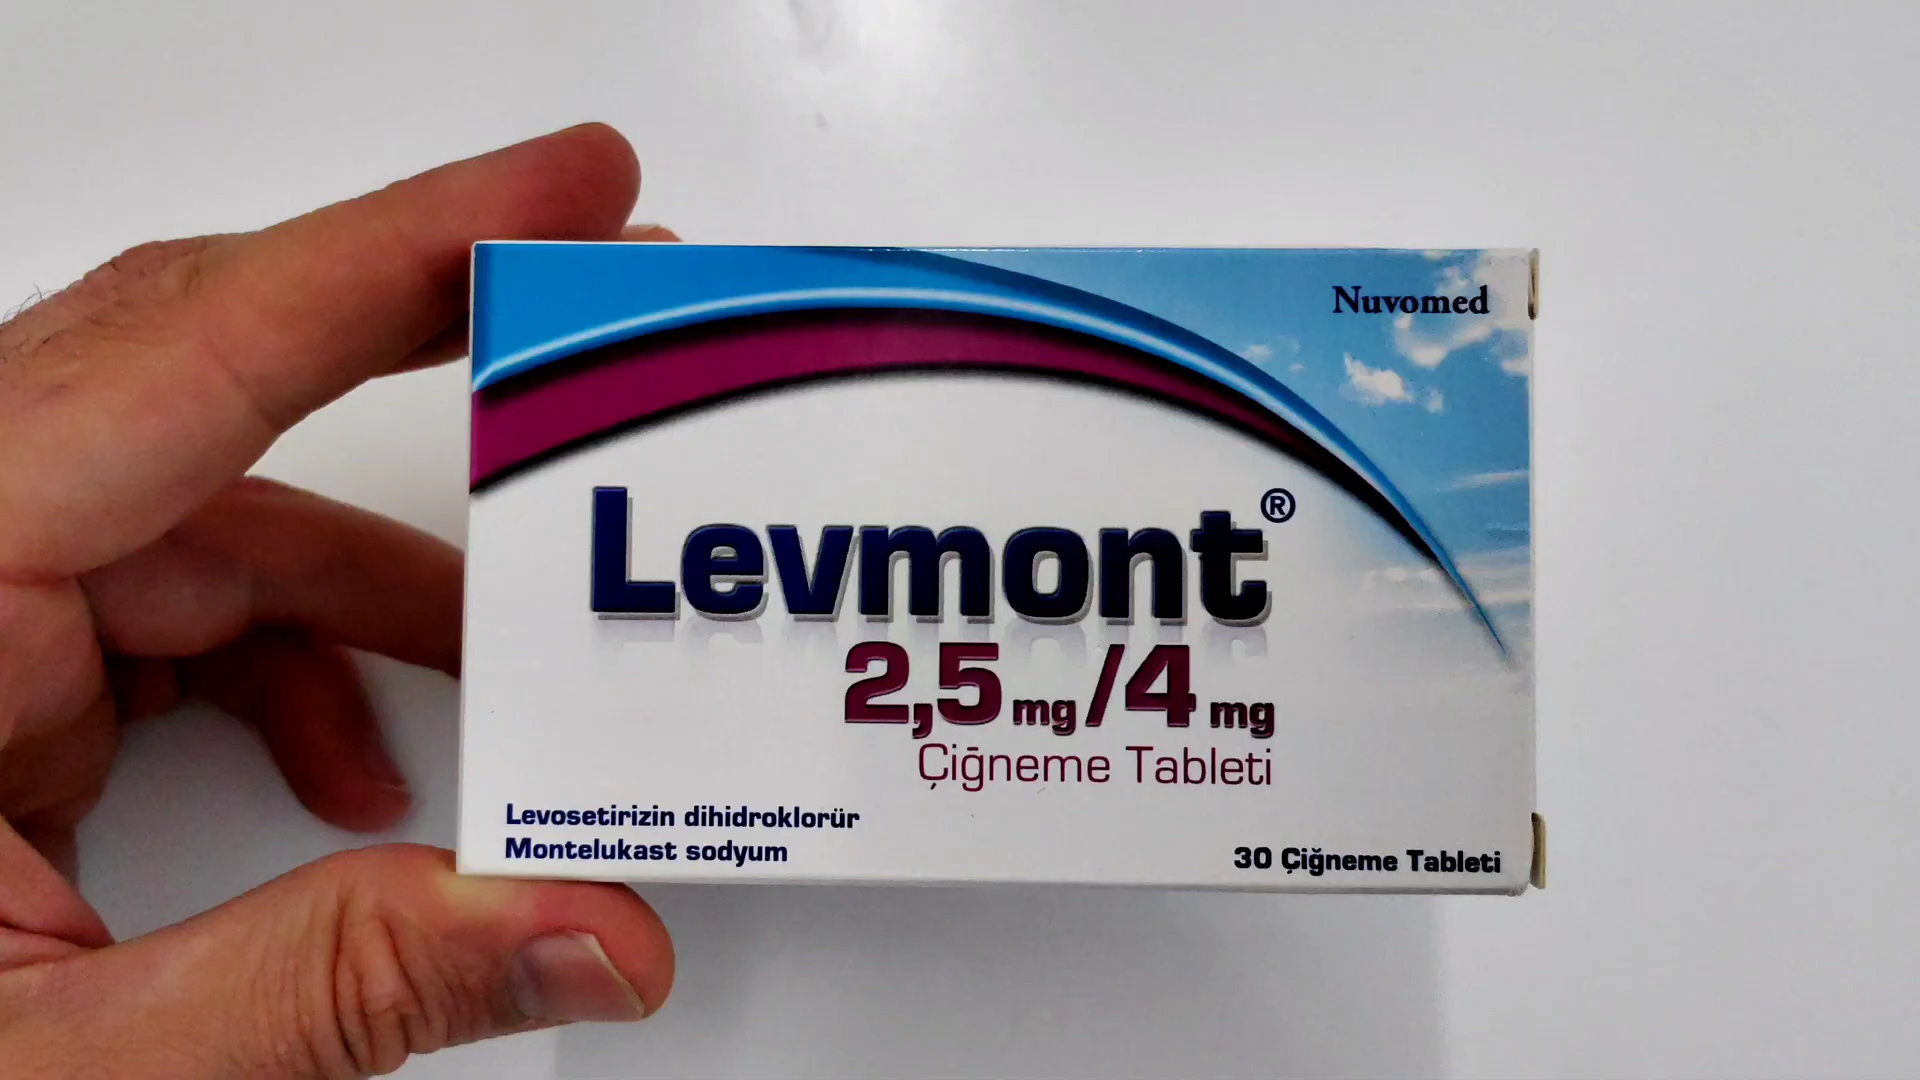 Nuvomed
Levmont®
2,5 mg/4 mg
Çiğneme Tableti
Levosetirizin dihidroklorür
Montelukast sodyum
30 Çiğneme Tableti